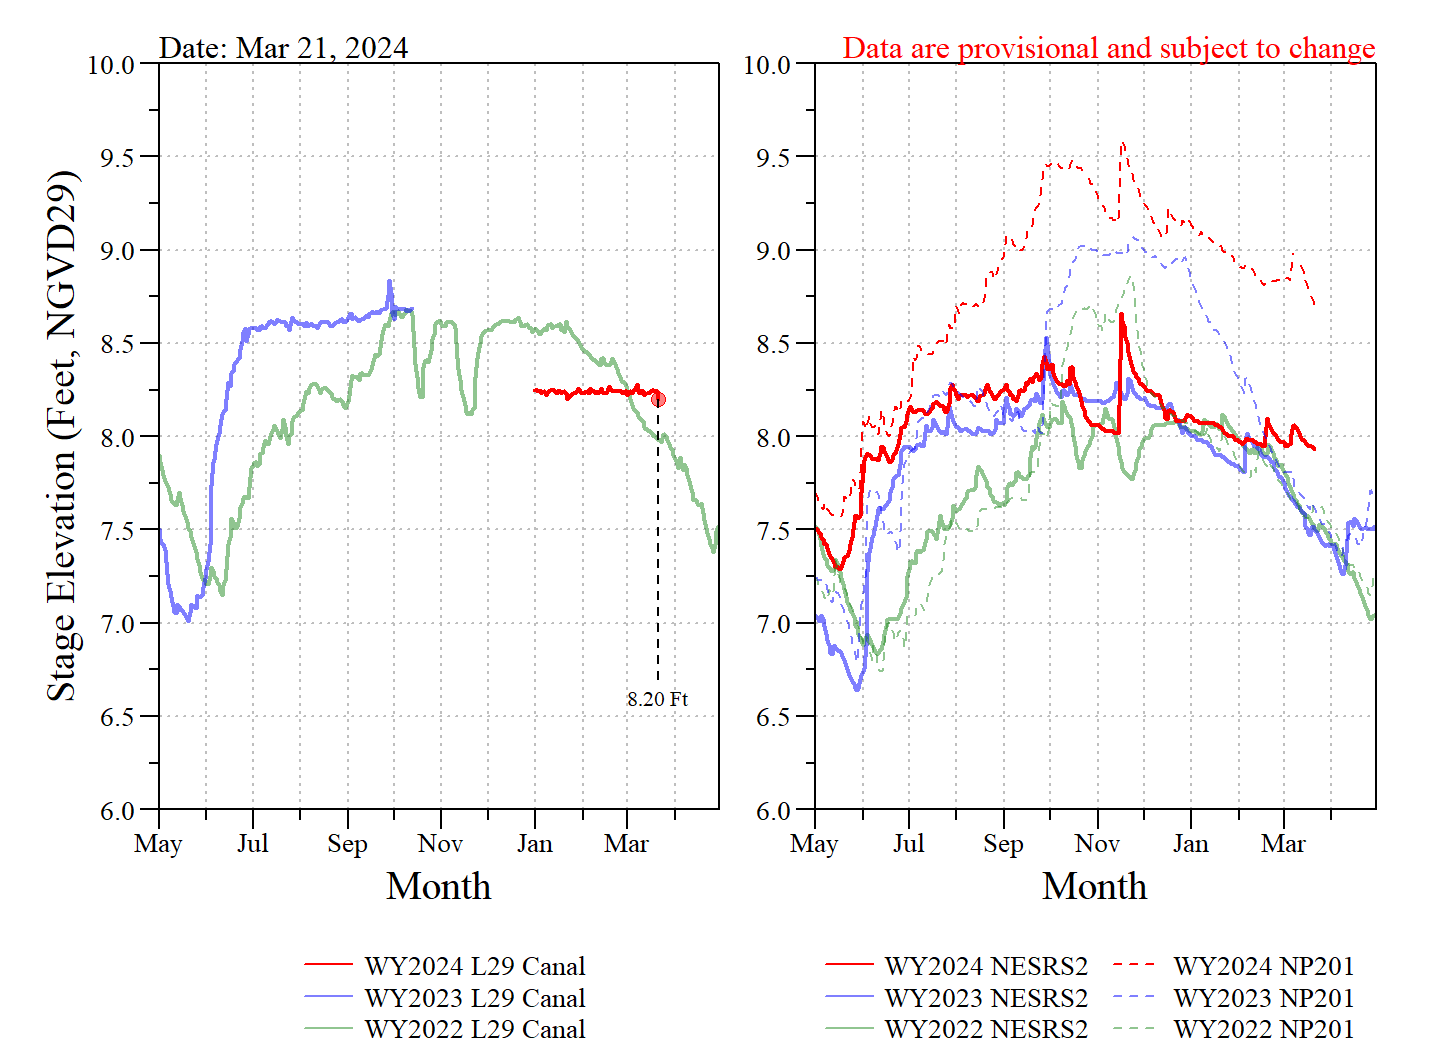 Date: Mar 21, 2024
Data are provisional and subject to change
Stage Elevation (Feet, NGVD29)
10.0
9.5
9.0
8.5
8.0
7.5
7.0
6.5
6.0
8.20 Ft
May Jul Sep Nov Jan Mar
Month
10.0
9.5
9.0
8.5
8.0
7.5
7.0
6.5
6.0
May Jul Sep Nov Jan Mar
Month
WY2024 L29 Canal
WY2023 L29 Canal
WY2022 L29 Canal
WY2024 NESRS2
WY2023 NESRS2
WY2022 NESRS2
WY2024 NP201
WY2023 NP201
WY2022 NP201